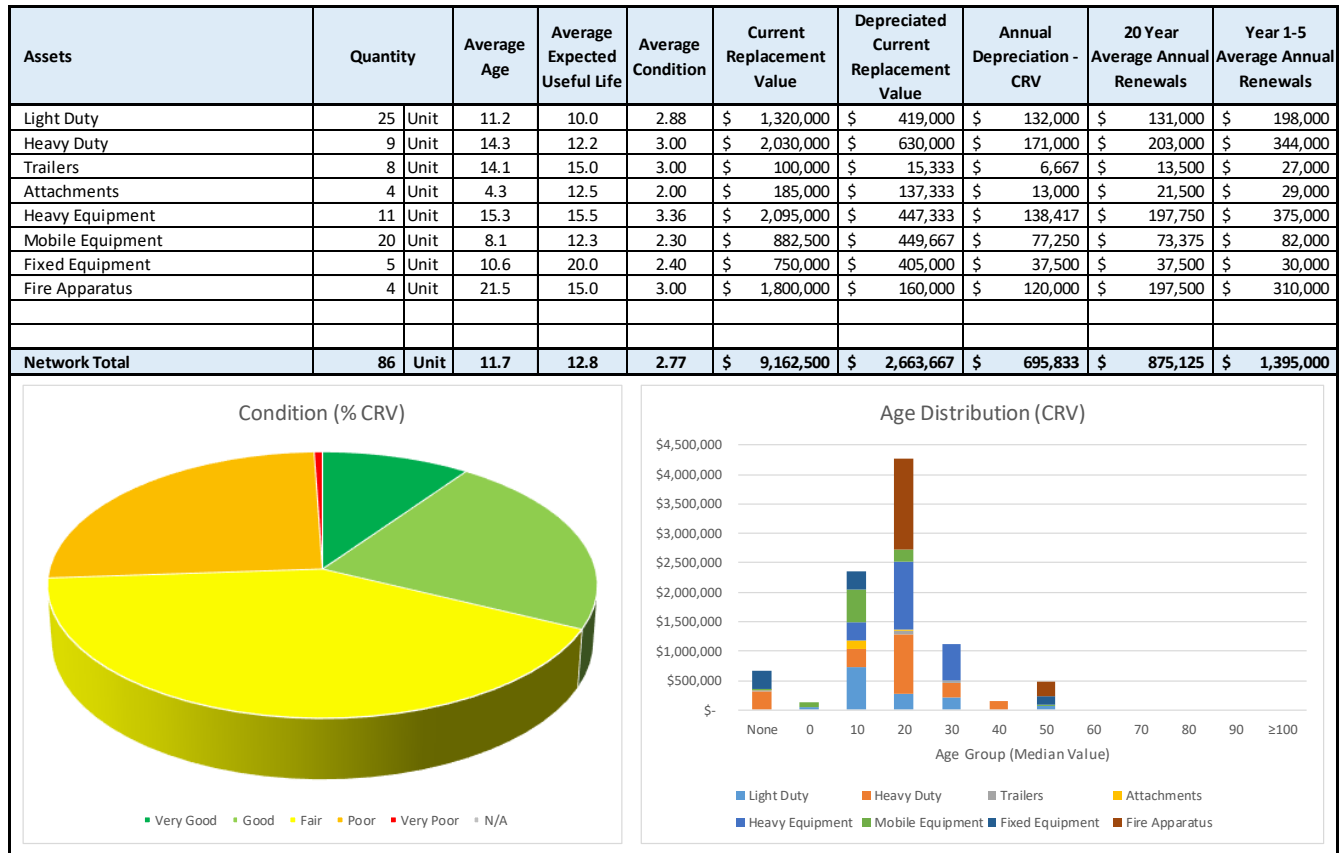 Assets Quantity Average Age Average Expected Useful Life Average Condition Current Replacement Value Depreciated Current Replacement Value Annual Depreciation - CRV 20 Year Average Annual Renewals Year 1-5 Average Annual Renewals
Light Duty 25 Unit 11.2 10.0 2.88 $ 1,320,000 $ 419,000 $ 132,000 $ 131,000 $ 198,000
Heavy Duty 9 Unit 14.3 12.2 3.00 $ 2,030,000 $ 630,000 $ 171,000 $ 203,000 $ 344,000
Trailers 8 Unit 14.1 15.0 3.00 $ 100,000 $ 15,333 $ 6,667 $ 13,500 $ 27,000
Attachments 4 Unit 4.3 12.5 2.00 $ 185,000 $ 137,333 $ 13,000 $ 21,500 $ 29,000
Heavy Equipment 11 Unit 15.3 15.5 3.36 $ 2,095,000 $ 447,333 $ 138,417 $ 197,750 $ 375,000
Mobile Equipment 20 Unit 8.1 12.3 2.30 $ 882,500 $ 449,667 $ 77,250 $ 73,375 $ 82,000
Fixed Equipment 5 Unit 10.6 20.0 2.40 $ 750,000 $ 405,000 $ 37,500 $ 37,500 $ 30,000
Fire Apparatus 4 Unit 21.5 15.0 3.00 $ 1,800,000 $ 160,000 $ 120,000 $ 197,500 $ 310,000
Network Total 86 Unit 11.7 12.8 2.77 $ 9,162,500 $ 2,663,667 $ 695,833 $ 875,125 $ 1,395,000
Condition (% CRV)
Very Good Good Fair Poor Very Poor N/A
Age Distribution (CRV)
$4,500,000
$4,000,000
$3,500,000
$3,000,000
$2,500,000
$2,000,000
$1,500,000
$1,000,000
$500,000
$-
None 0 10 20 30 40 50 60 70 80 90 ≥100
Age Group (Median Value)
Light Duty Heavy Duty Trailers Attachments
Heavy Equipment Mobile Equipment Fixed Equipment Fire Apparatus